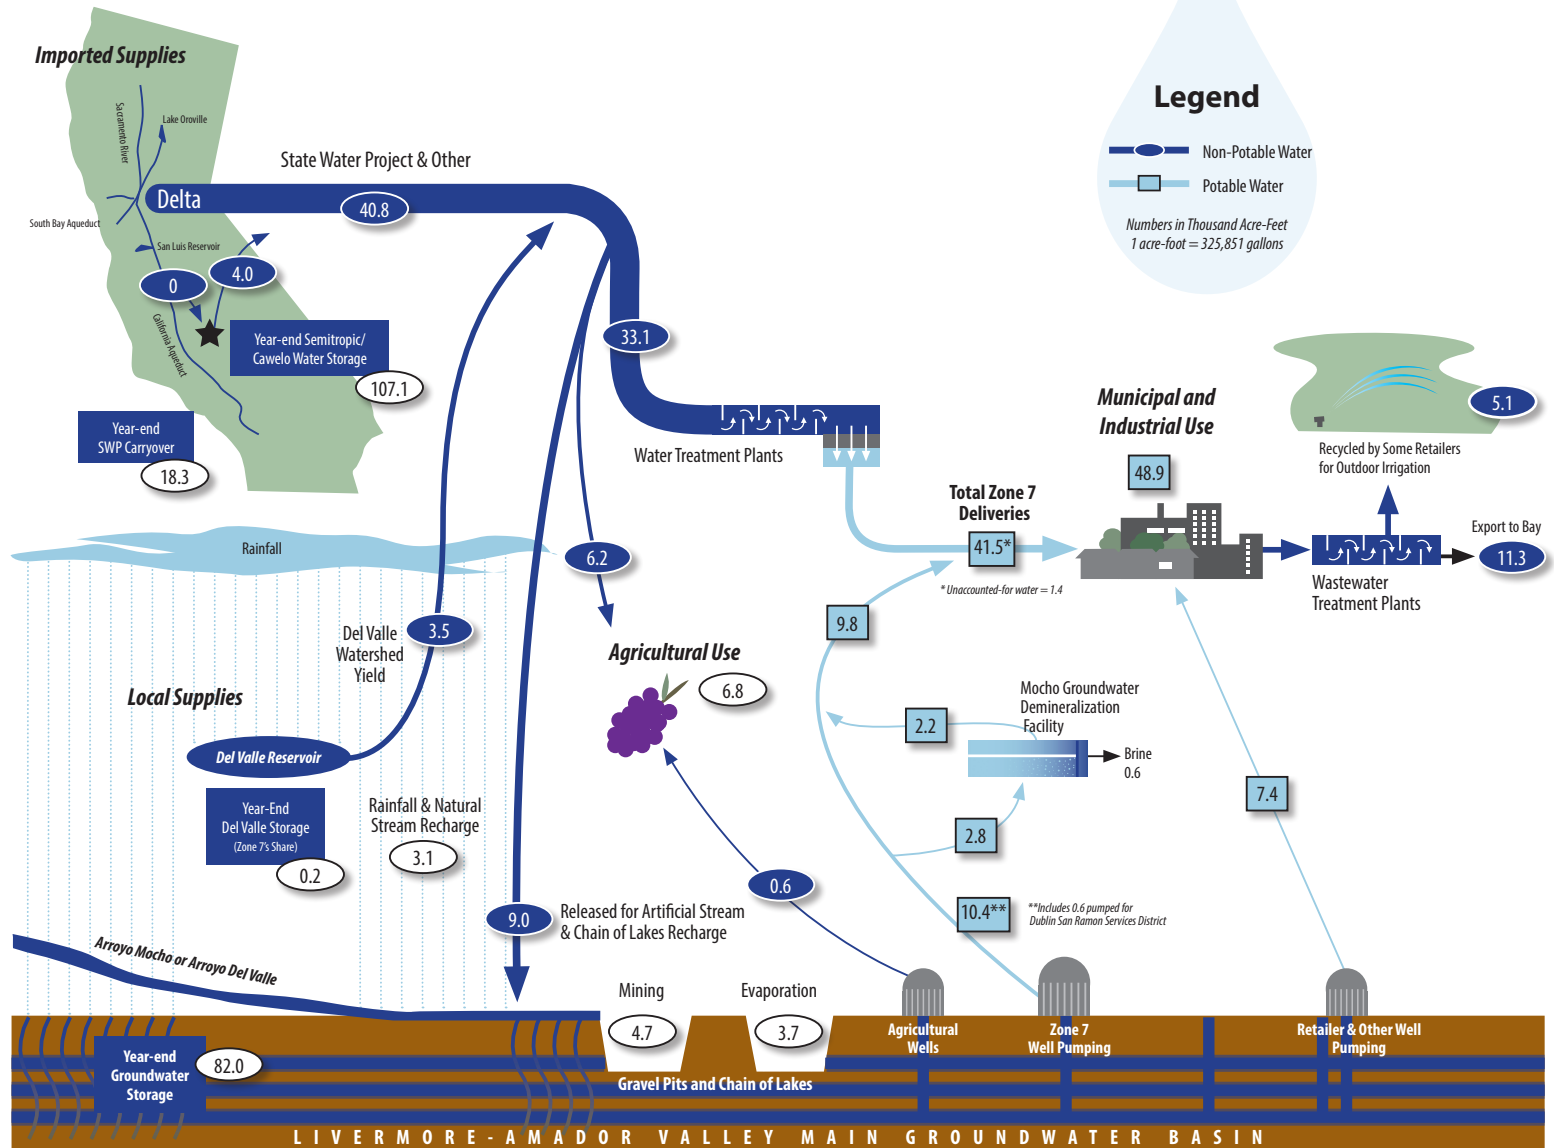 Imported Supplies
Sacramento River
Lake Oroville
State Water Project & Other
Delta
40.8
South Bay Aqueduct
San Luis Reservoir
0
4.0
California Aqueduct
Year-end Semitropic/
Cawelo Water Storage
107.1
Year-end
SWP Carryover
18.3
Legend
Non-Potable Water
Potable Water
Numbers in Thousand Acre-Feet
1 acre-foot = 325,851 gallons
33.1
Water Treatment Plants
Municipal and
Industrial Use
48.9
5.1
Recycled by Some Retailers
for Outdoor Irrigation
Total Zone 7
Deliveries
41.5*
* Unaccounted-for water = 1.4
Export to Bay
11.3
Wastewater
Treatment Plants
Rainfall
6.2
Del Valle
Watershed
Yield
3.5
Agricultural Use
6.8
9.8
Local Supplies
Del Valle Reservoir
Mocho Groundwater
Demineralization
Facility
2.2
Brine
0.6
2.8
7.4
Year-End
Del Valle Storage
(Zone 7's Share)
0.2
Rainfall & Natural
Stream Recharge
3.1
0.6
9.0
Released for Artificial Stream
& Chain of Lakes Recharge
10.4**
**Includes 0.6 pumped for
Dublin San Ramon Services District
Arroyo Mocho or Arroyo Del Valle
Mining
4.7
Evaporation
3.7
Agricultural
Wells
Zone 7
Well Pumping
Retailer & Other Well
Pumping
Year-end
Groundwater
Storage
82.0
Gravel Pits and Chain of Lakes
LIVERMORE-AMADOR VALLEY MAIN GROUNDWATER BASIN